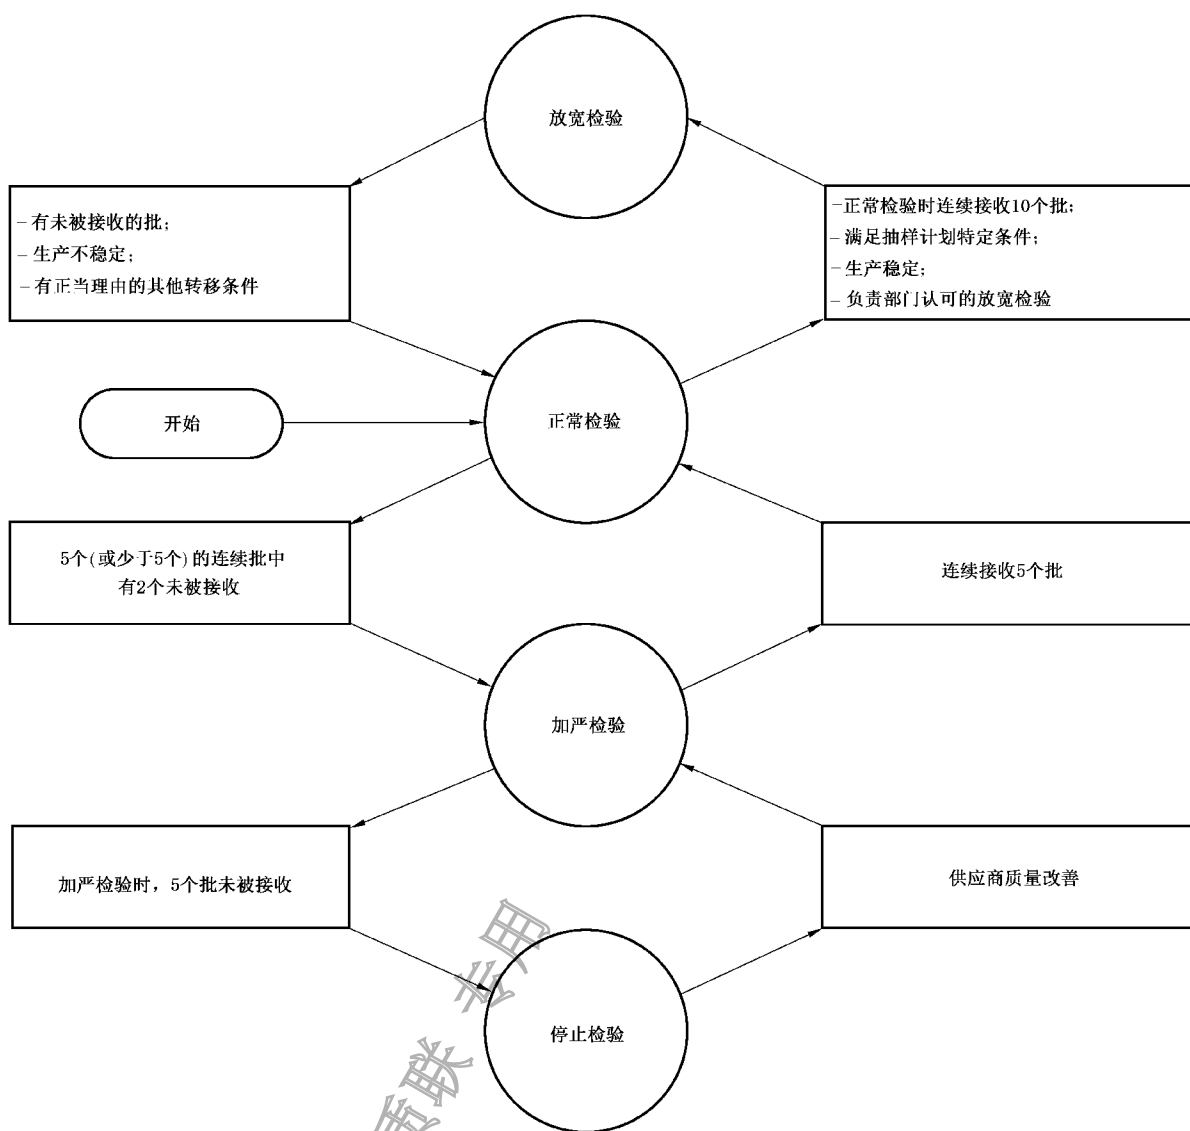 放宽检验
－有未被接收的批;
－生产不稳定;
－有正当理由的其他转移条件
－正常检验时连续接收10个批;
－满足抽样计划特定条件;
－生产稳定;
－负责部门认可的放宽检验
开始
正常检验
5个(或少于5个)的连续批中
有2个未被接收
连续接收5个批
加严检验
加严检验时，5个批未被接收
供应商质量改善
停止检验
质联 专用